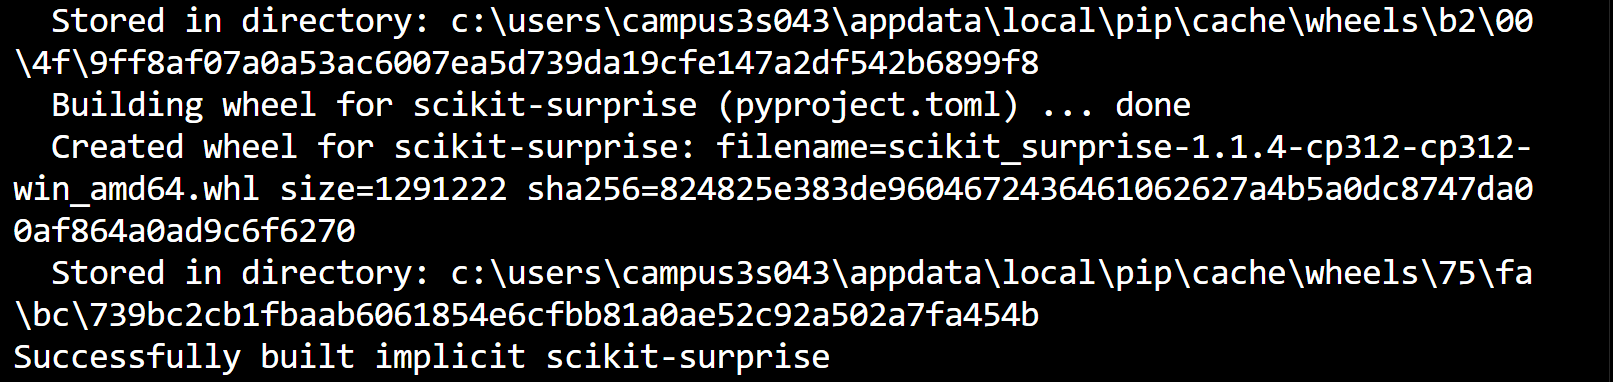 Stored in directory: c:\users\campus3s043\appdata\local\pip\cache\wheels\b2\00
\4f\9ff8af07a0a53ac6007ea5d739da19cfe147a2df542b6899f8
Building wheel for scikit-surprise (pyproject.toml) ... done
Created wheel for scikit-surprise: filename=scikit_surprise-1.1.4-cp312-cp312-
win_amd64.whl size=1291222 sha256=824825e383de9604672436461062627a4b5a0dc8747da0
0af864a0ad9c6f6270
Stored in directory: c:\users\campus3s043\appdata\local\pip\cache\wheels\75\fa
\bc\739bc2cb1fbaab6061854e6cfbb81a0ae52c92a502a7fa454b
Successfully built implicit scikit-surprise